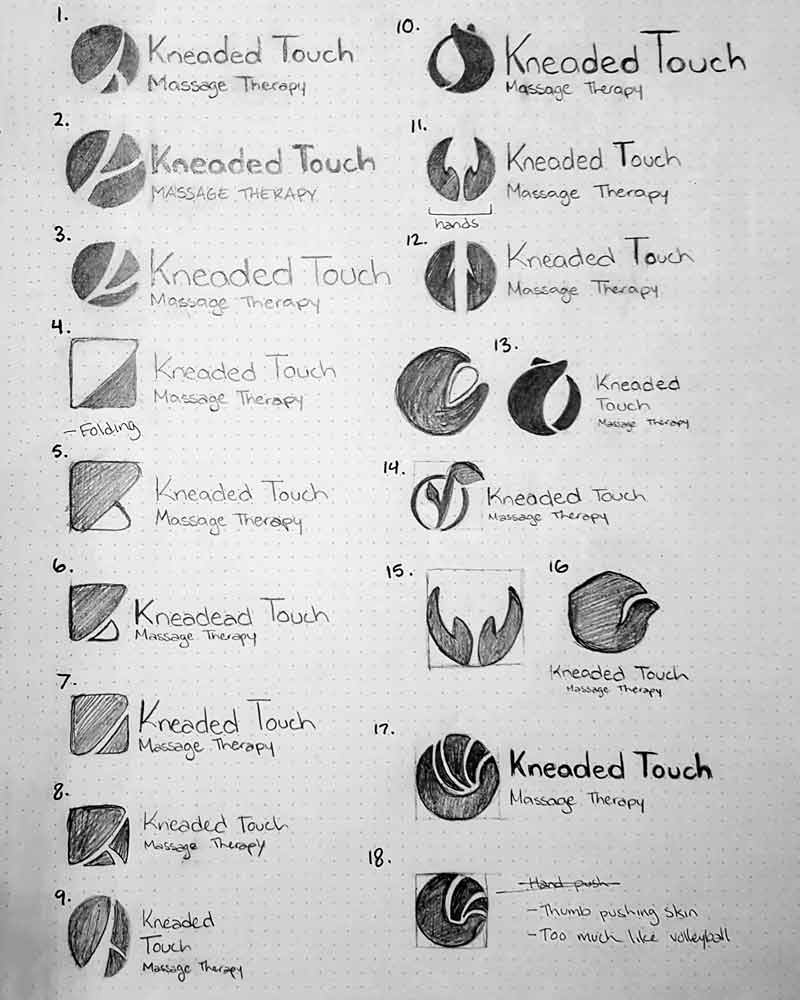 1.
Kneaded Touch
Massage Therapy
2.
Kneaded Touch
MASSAGE THERAPY
3.
Kneaded Touch
Massage Therapy
4.
Kneaded Touch
Massage Therapy
- Folding
5.
Kneaded Touch
Massage Therapy
6.
Kneadead Touch
Massage Therapy
7.
Kneaded Touch
Massage Therapy
8.
Kneaded Touch
Massage Therapy
9.
Kneaded
Touch
Massage Therapy
10.
Kneaded Touch
Massage Therapy
11.
Kneaded Touch
Massage Therapy
hands
12.
Kneaded Touch
Massage Therapy
13.
Kneaded
Touch
Massage Therapy
14.
Kneaded Touch
Massage Therapy
15.
16
Kneaded Touch
Massage Therapy
17.
Kneaded Touch
Massage Therapy
18.
- Hand push
- Thumb pushing skin
- Too much like volleyball